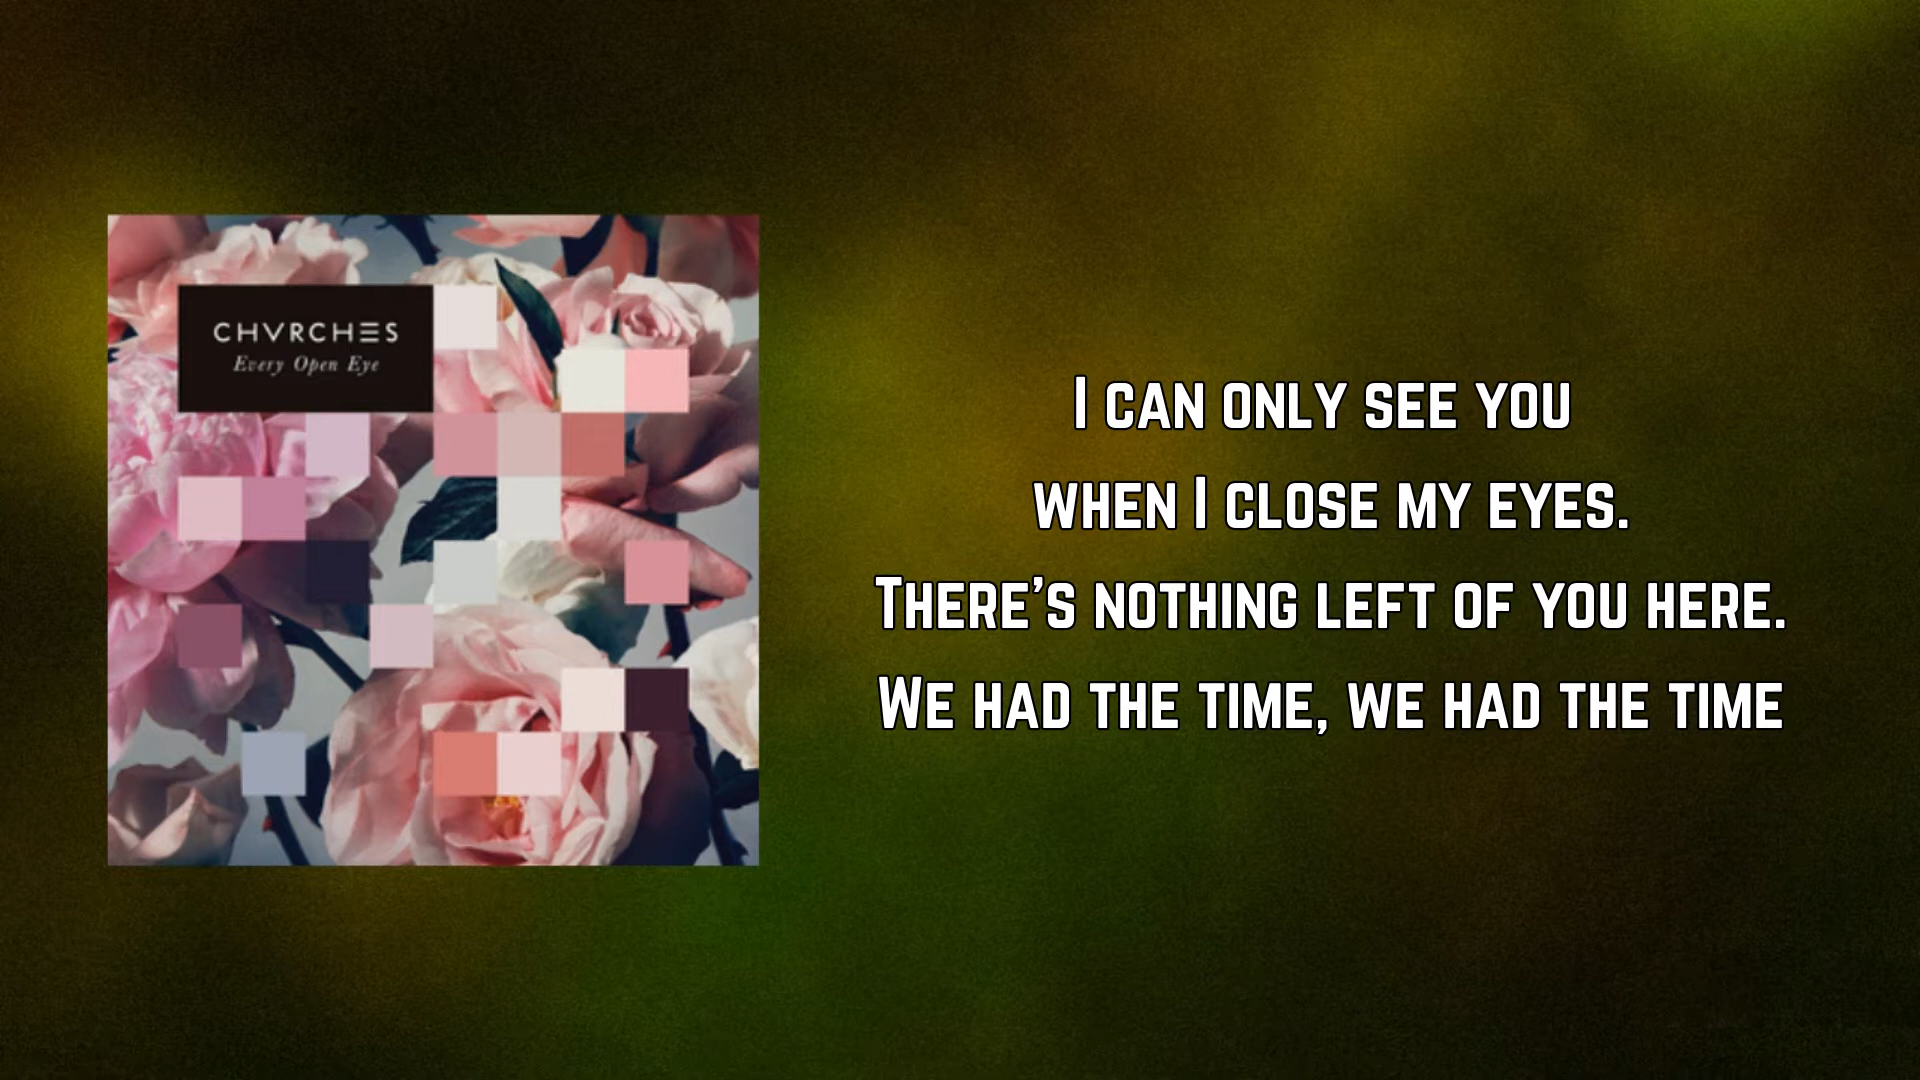 CHVRCHΞS
Every Open Eye
I can only see you
when I close my eyes.
There's nothing left of you here.
We had the time, we had the time